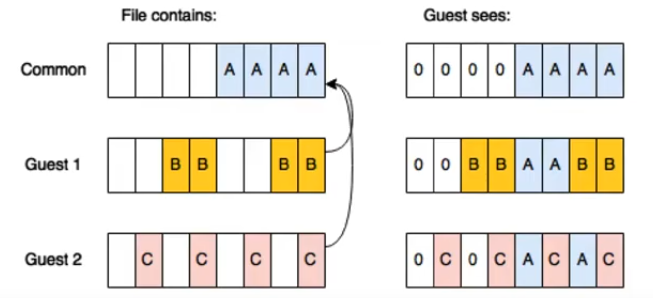 File contains: Guest sees:
Common A A A A 0 0 0 0 A A A A
Guest 1 B B B B 0 0 B B A A B B
Guest 2 C C C C 0 C 0 C A C A C